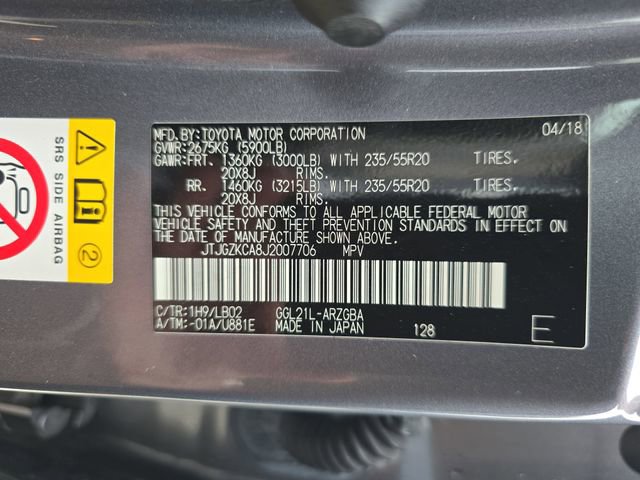 SRS SIDE AIRBAG
2
MFD.BY:TOYOTA MOTOR CORPORATION 04/18
GVWR:2675KG (5900LB)
GAWR:FRT. 1360KG (3000LB) WITH 235/55R20 TIRES.
20X8J RIMS.
RR. 1460KG (3215LB) WITH 235/55R20 TIRES.
20X8J RIMS.
THIS VEHICLE CONFORMS TO ALL APPLICABLE FEDERAL MOTOR
VEHICLE SAFETY AND THEFT PREVENTION STANDARDS IN EFFECT ON
THE DATE OF MANUFACTURE SHOWN ABOVE.
JTJGZKCA8J2007706 MPV
C/TR:1H9/LB02 GGL21L-ARZGBA
A/TM:-01A/U881E MADE IN JAPAN 128 E